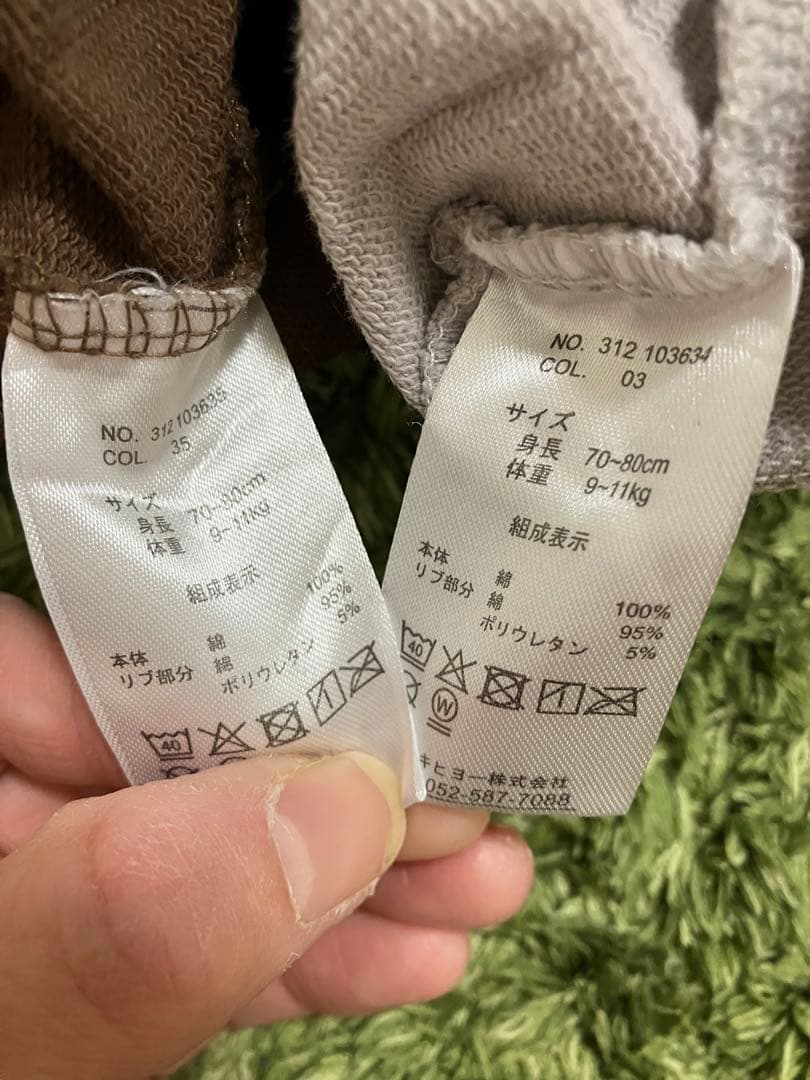 NO. 312 103635
COL. 35
サイズ
身長 70~80cm
体重 9~11kg
組成表示
本体 綿 100%
リブ部分 綿 95%
ポリウレタン 5%
40
NO. 312 103634
COL. 03
サイズ
身長 70~80cm
体重 9~11kg
組成表示
本体 綿 100%
リブ部分 綿 95%
ポリウレタン 5%
40
W
キヒヨー株式会社
052-587-7088